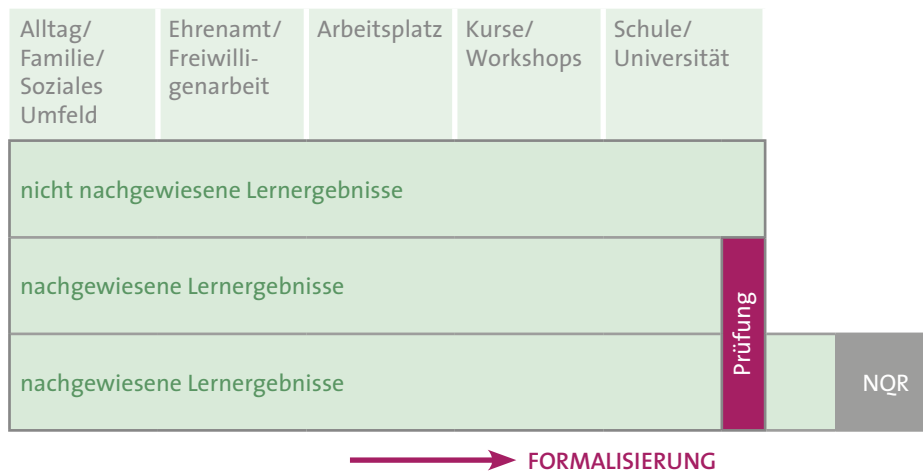 Alltag/
Familie/
Soziales
Umfeld
Ehrenamt/
Freiwilli-
genarbeit
Arbeitsplatz
Kurse/
Workshops
Schule/
Universität
nicht nachgewiesene Lernergebnisse
nachgewiesene Lernergebnisse
Prüfung
nachgewiesene Lernergebnisse
NQR
FORMALISIERUNG